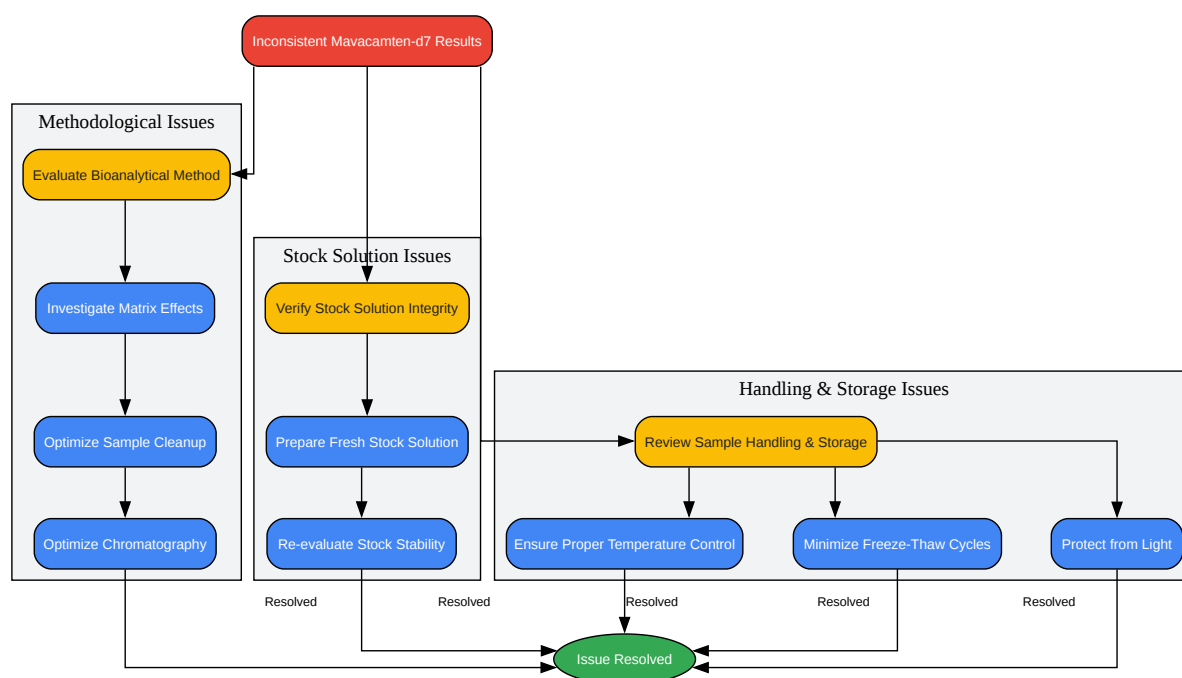 Inconsistent Mavacamten-d7 Results
Methodological Issues
Evaluate Bioanalytical Method
Stock Solution Issues
Investigate Matrix Effects
Verify Stock Solution Integrity
Handling & Storage Issues
Optimize Sample Cleanup
Prepare Fresh Stock Solution
Review Sample Handling & Storage
Optimize Chromatography
Re-evaluate Stock Stability
Ensure Proper Temperature Control
Minimize Freeze-Thaw Cycles
Protect from Light
Resolved
Resolved
Resolved
Resolved
Resolved
Issue Resolved